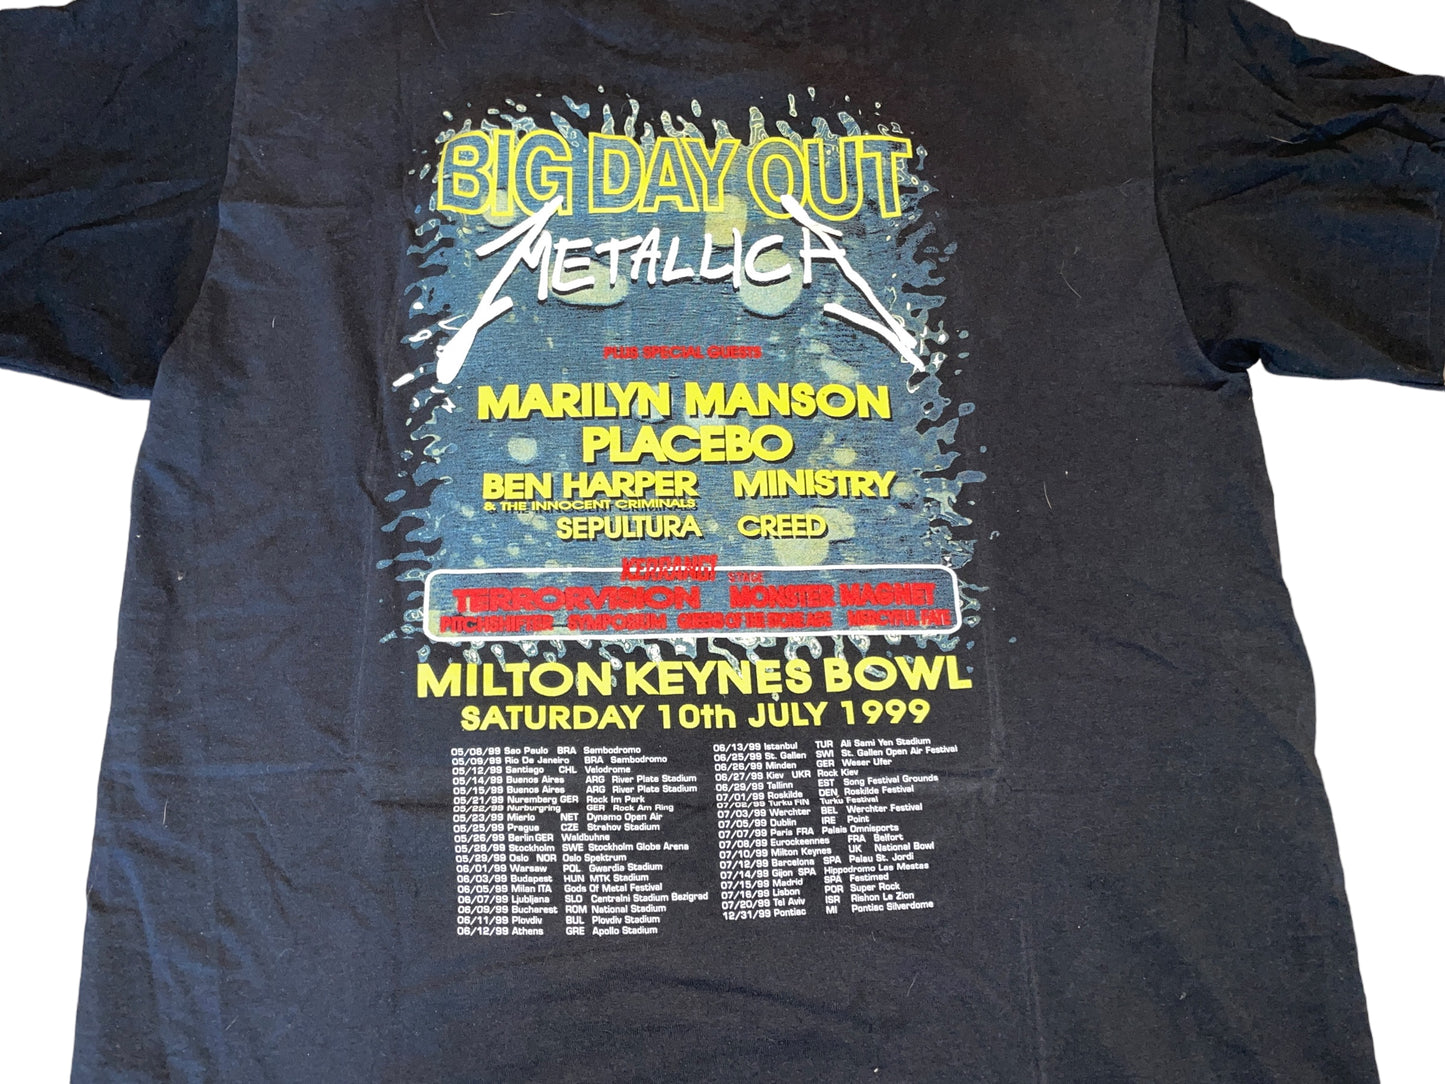 BIG DAY OUT
METALLICA
PLUS SPECIAL GUESTS
MARILYN MANSON
PLACEBO
BEN HARPER MINISTRY
& THE INNOCENT CRIMINALS
SEPULTURA CREED
KERRANG! STAGE
TERRORVISION MONSTER MAGNET
PITCHSHIFTER SYMPOSIUM QUEENS OF THE STONE AGE MERCYFUL FATE
MILTON KEYNES BOWL
SATURDAY 10th JULY 1999
05/08/99 Sao Paulo BRA Sambodromo
05/09/99 Rio De Janeiro BRA Sambodromo
05/12/99 Santiago CHL Velodrome
05/14/99 Buenos Aires ARG River Plate Stadium
05/15/99 Buenos Aires ARG River Plate Stadium
05/21/99 Nuremberg GER Rock Im Park
05/22/99 Nurburgring GER Rock Am Ring
05/23/99 Mierlo NET Dynamo Open Air
05/25/99 Prague CZE Strahov Stadium
05/26/99 Berlin GER Waldbuhne
05/28/99 Stockholm SWE Stockholm Globe Arena
05/29/99 Oslo NOR Oslo Spektrum
06/01/99 Warsaw POL Gwardia Stadium
06/03/99 Budapest HUN MTK Stadium
06/05/99 Milan ITA Gods Of Metal Festival
06/07/99 Ljubljana SLO Centralni Stadium Bezigrad
06/09/99 Bucharest ROM National Stadium
06/11/99 Plovdiv BUL Plovdiv Stadium
06/12/99 Athens GRE Apollo Stadium
06/13/99 Istanbul TUR Ali Sami Yen Stadium
06/25/99 St. Gallen SWI St. Gallen Open Air Festival
06/26/99 Minden GER Weser Ufer
06/27/99 Kiev UKR Rock Kiev
06/29/99 Tallinn EST Song Festival Grounds
07/01/99 Roskilde DEN Roskilde Festival
07/02/99 Turku FIN Turku Festival
07/03/99 Werchter BEL Werchter Festival
07/05/99 Dublin IRE Point
07/07/99 Paris FRA Palais Omnisports
07/08/99 Eurockeennes FRA Belfort
07/10/99 Milton Keynes UK National Bowl
07/12/99 Barcelona SPA Palau St. Jordi
07/14/99 Gijon SPA Hippodromo Las Mestas
07/15/99 Madrid SPA Festimad
07/16/99 Lisbon POR Super Rock
07/20/99 Tel Aviv ISR Rishon Le Zion
12/31/99 Pontiac MI Pontiac Silverdome